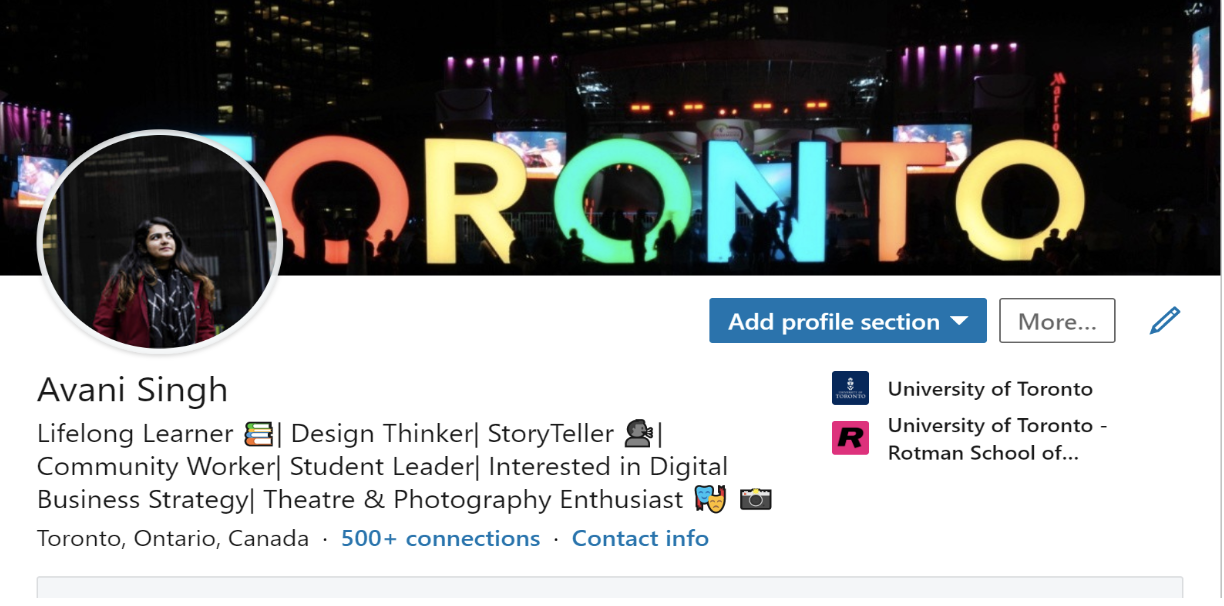 ORONTO
Marriott
Add profile section
More...
Avani Singh
Lifelong Learner 📚| Design Thinker| StoryTeller 🗣|
Community Worker| Student Leader| Interested in Digital
Business Strategy| Theatre & Photography Enthusiast 🎭 📷
Toronto, Ontario, Canada · 500+ connections · Contact info
TORONTO
University of Toronto
R
University of Toronto -
Rotman School of...